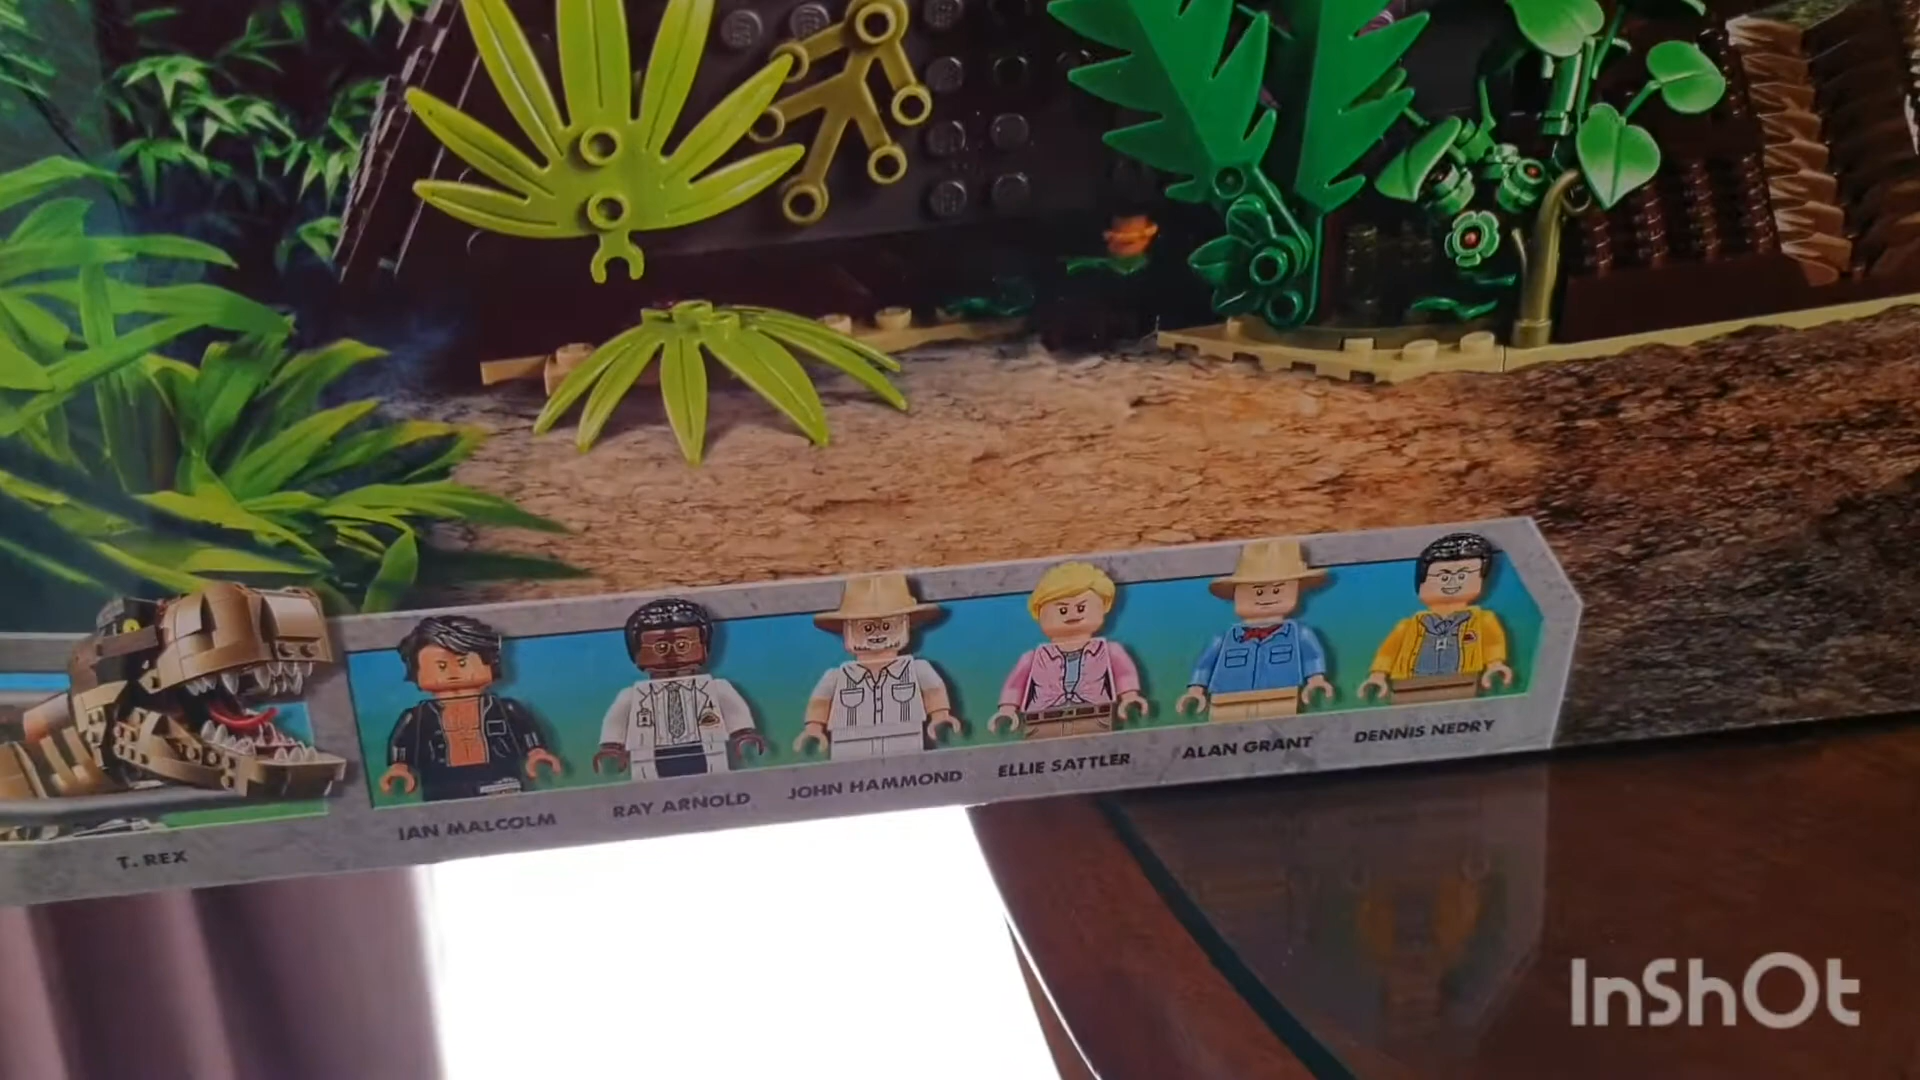 T. REX
IAN MALCOLM
RAY ARNOLD
JOHN HAMMOND
ELLIE SATTLER
ALAN GRANT
DENNIS NEDRY
InShOt